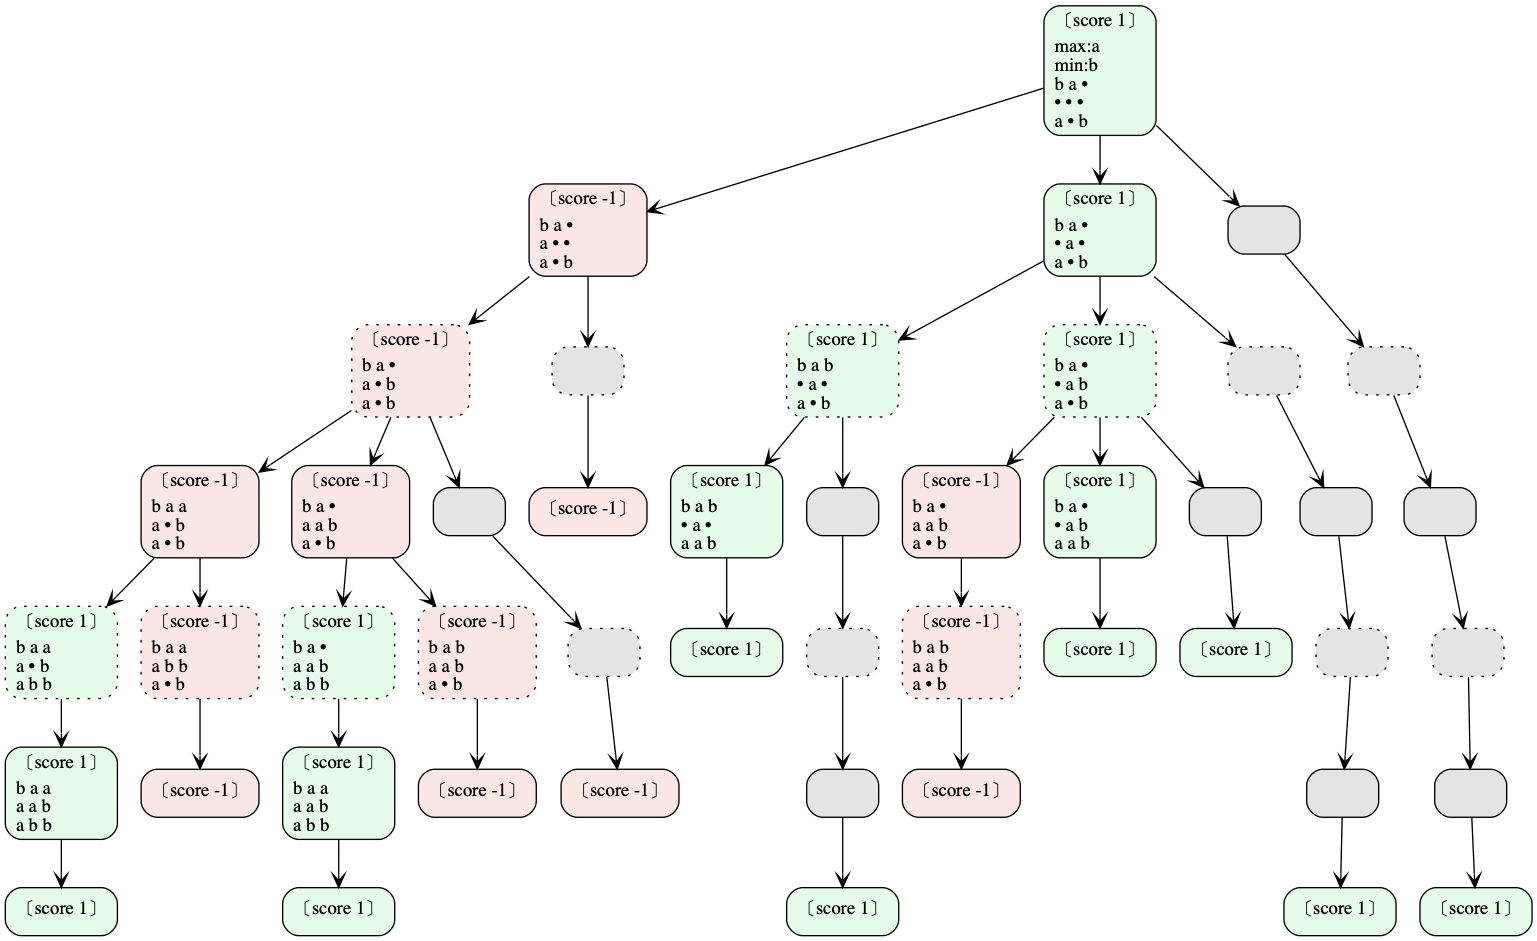 〔score 1〕
max:a
min:b
b a •
• • •
a • b
〔score -1〕
b a •
a • •
a • b
〔score 1〕
b a •
• a •
a • b
〔score -1〕
b a •
a • b
a • b
〔score 1〕
b a b
• a •
a • b
〔score 1〕
b a •
• a b
a • b
〔score -1〕
b a a
a • b
a • b
〔score -1〕
b a •
a a b
a • b
〔score -1〕
〔score 1〕
b a b
• a •
a a b
〔score -1〕
b a •
a a b
a • b
〔score 1〕
b a •
• a b
a a b
〔score 1〕
b a a
a • b
a b b
〔score -1〕
b a a
a b b
a • b
〔score 1〕
b a •
a a b
a b b
〔score -1〕
b a b
a a b
a • b
〔score 1〕
〔score -1〕
b a b
a a b
a • b
〔score 1〕
〔score 1〕
〔score 1〕
b a a
a a b
a b b
〔score -1〕
〔score 1〕
b a a
a a b
a b b
〔score -1〕
〔score -1〕
〔score -1〕
〔score 1〕
〔score 1〕
〔score 1〕
〔score 1〕
〔score 1〕